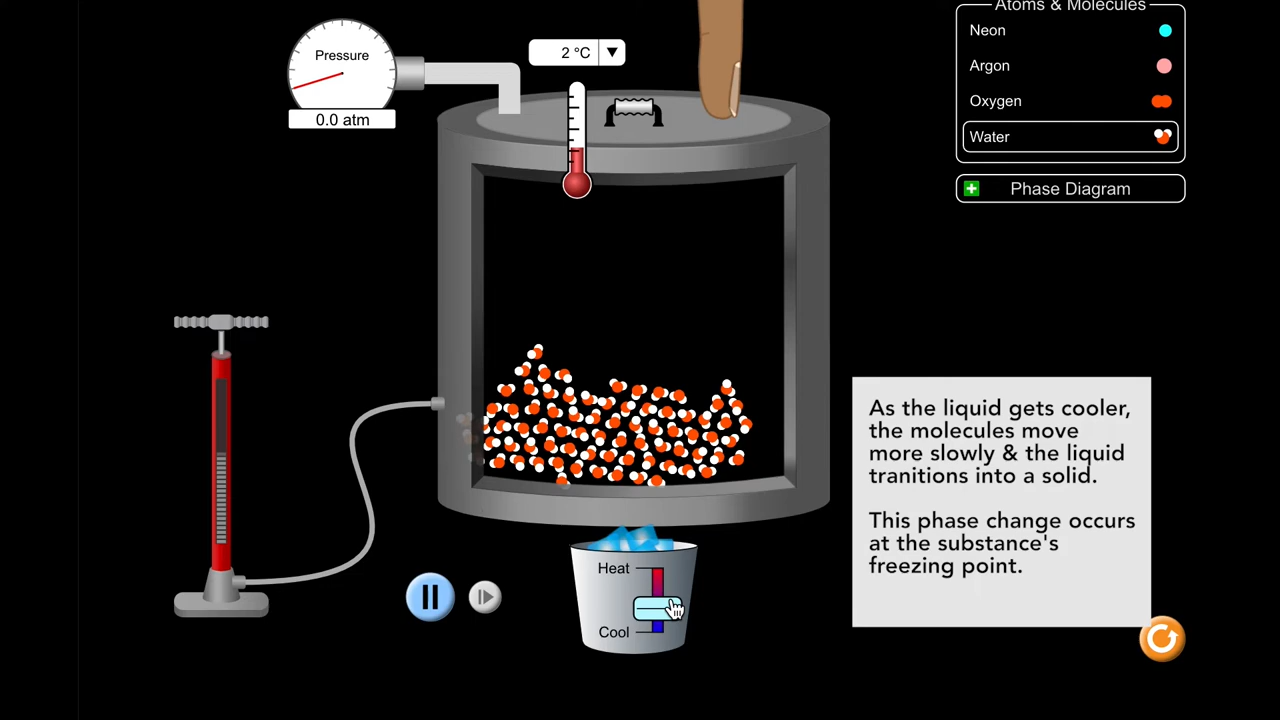 Pressure
0.0 atm
2 °C
Atoms & Molecules
Neon
Argon
Oxygen
Water
Phase Diagram
As the liquid gets cooler,
the molecules move
more slowly & the liquid
tranitions into a solid.
This phase change occurs
at the substance's
freezing point.
Heat
Cool